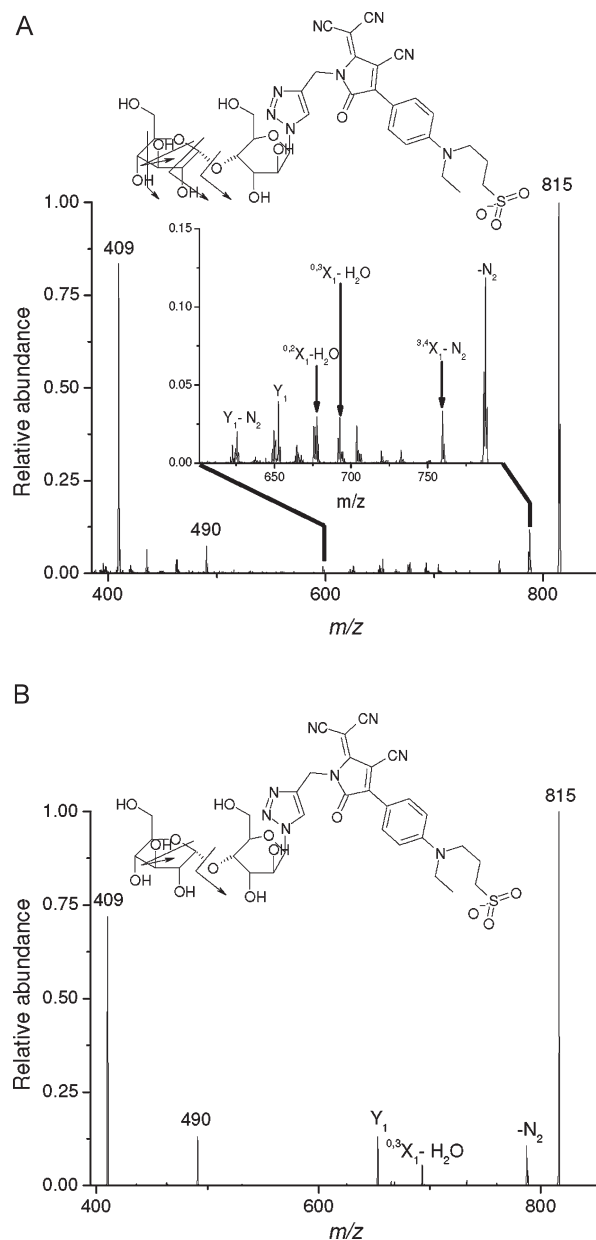 A
CN
NC
CN
N
O
N
N
N
HO
HO
O
O
OH
OH
OH
O
OH
OH
OH
N
S
O
O
⁻O
815
1.00
409
0.15
-N₂
⁰,³X₁- H₂O
0.75
0.10
⁰,²X₁-H₂O
³,⁴X₁- N₂
0.50
0.05
Y₁
Y₁- N₂
0.00
650 700 750
m/z
0.25
490
0.00
400 600 800
m/z
Relative abundance
B
CN
NC
CN
N
O
N
N
N
HO
HO
O
O
OH
OH
OH
O
OH
OH
OH
N
S
O
O
⁻O
815
1.00
409
0.75
0.50
0.25
490
Y₁
⁰,³X₁- H₂O
-N₂
0.00
400 600 800
m/z
Relative abundance